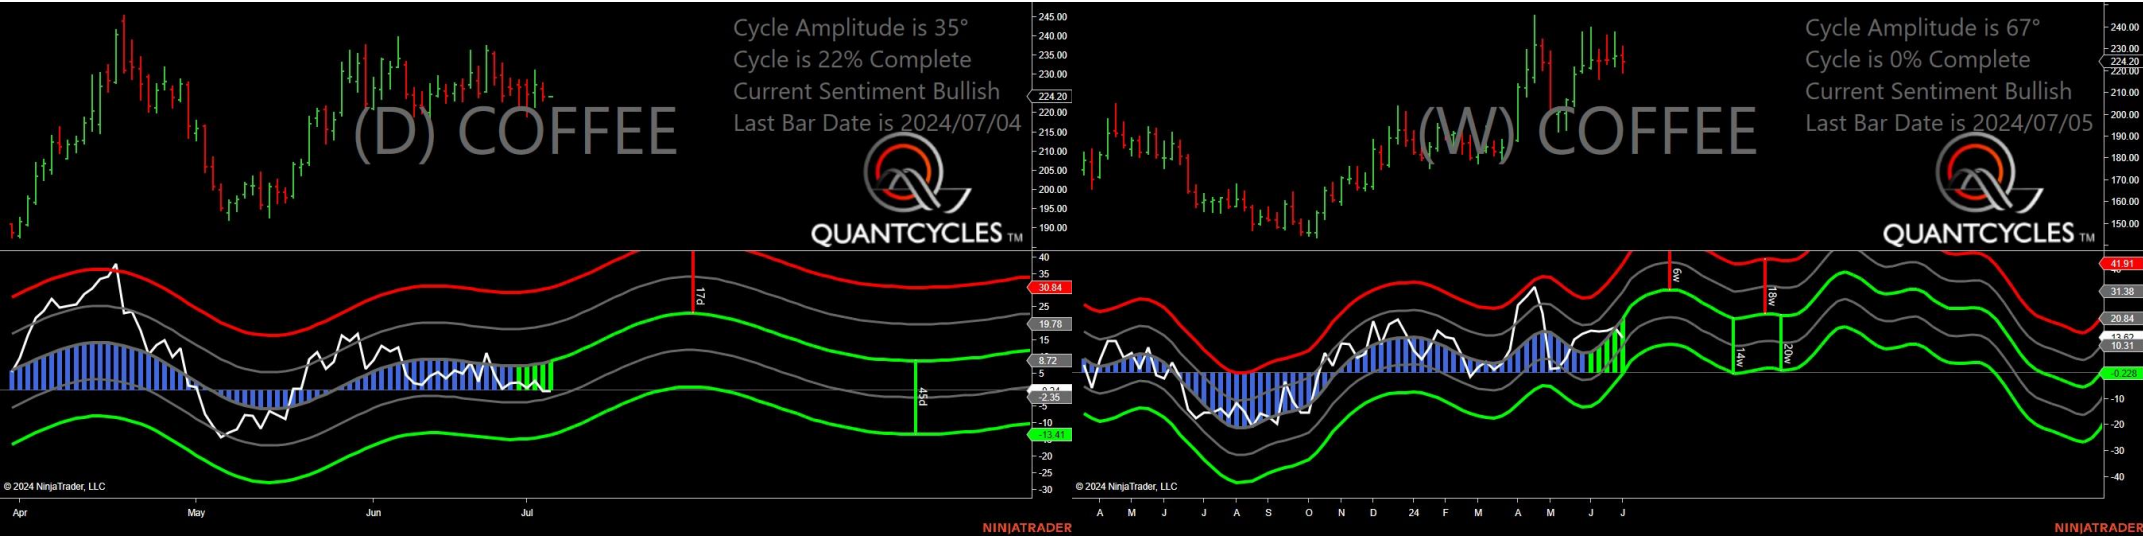 Cycle Amplitude is 35°
Cycle is 22% Complete
Current Sentiment Bullish
Last Bar Date is 2024/07/04
(D) COFFEE
QUANTCYCLES TM
245.00
240.00
235.00
230.00
224.20
220.00
215.00
210.00
205.00
200.00
195.00
190.00
40
35
30.84
25
19.78
15
8.72
5
-2.35
-5
-10
-13.41
-20
-25
-30
17d
45d
© 2024 NinjaTrader, LLC
Apr May Jun Jul
NINJATRADER
Cycle Amplitude is 67°
Cycle is 0% Complete
Current Sentiment Bullish
Last Bar Date is 2024/07/05
(W) COFFEE
QUANTCYCLES TM
240.00
230.00
224.20
220.00
210.00
200.00
190.00
180.00
170.00
160.00
150.00
41.91
31.38
20.84
10.31
-0.228
-10
-20
-30
-40
6w
18w
14w
20w
© 2024 NinjaTrader, LLC
A M J J A S O N D 24 F M A M J J
NINJATRADER